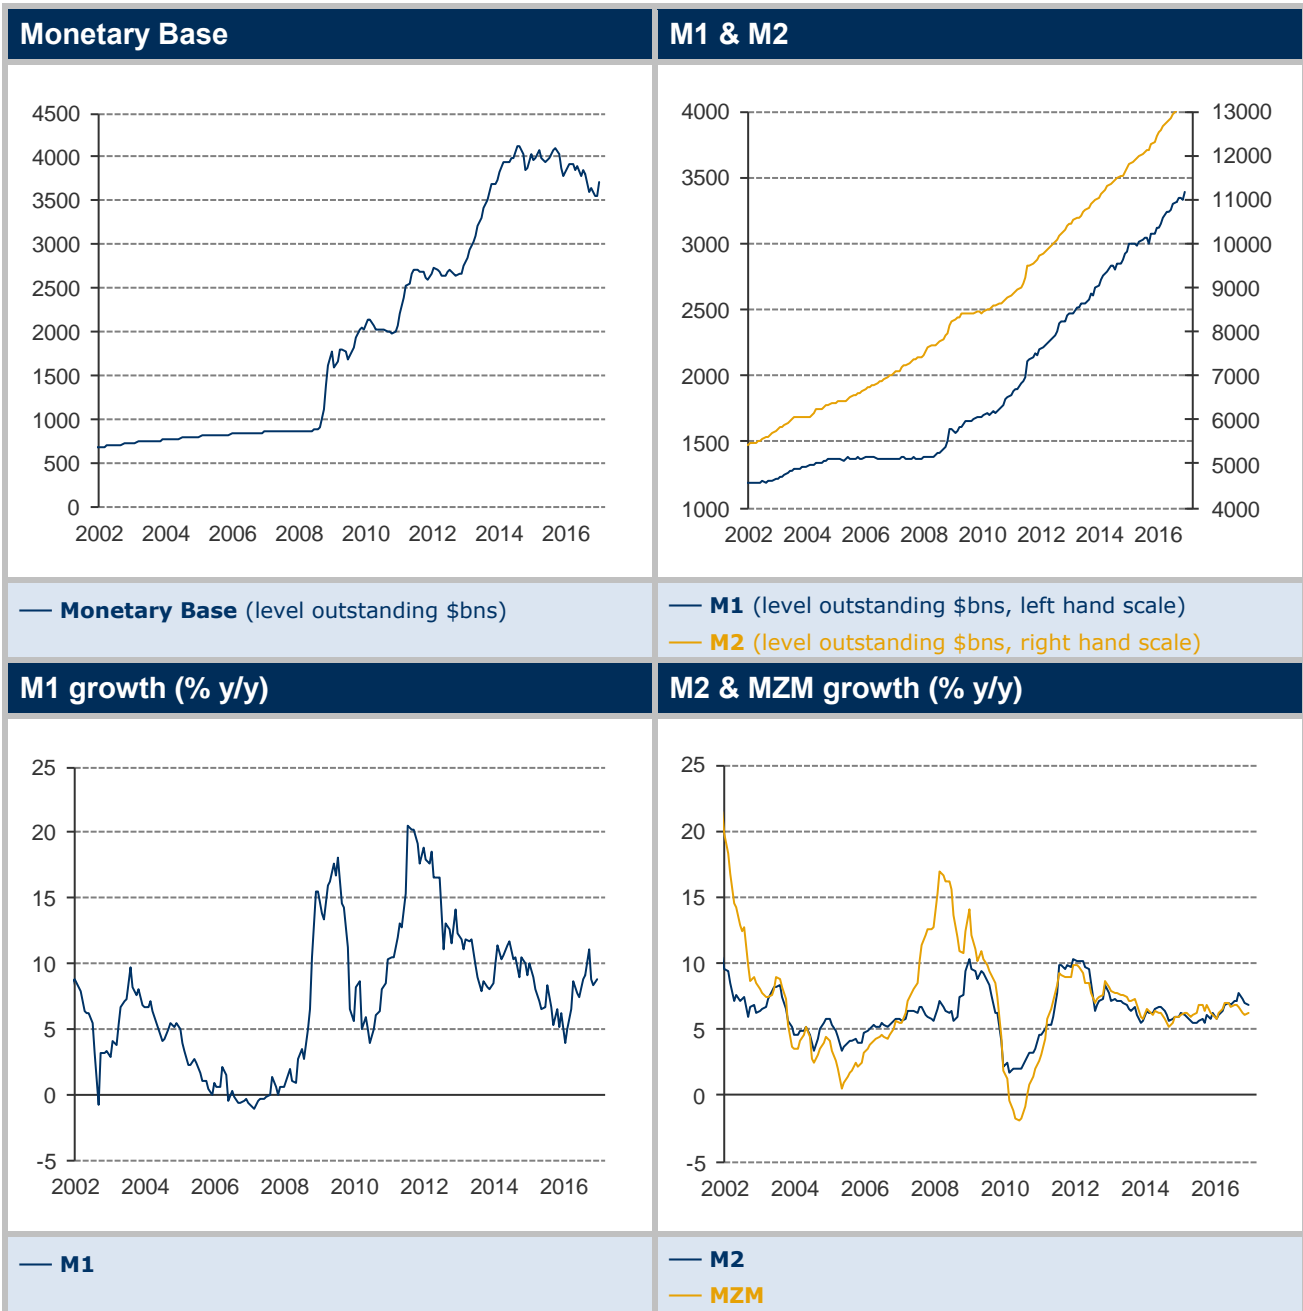 Monetary Base
4500
4000
3500
3000
2500
2000
1500
1000
500
0
2002 2004 2006 2008 2010 2012 2014 2016
Monetary Base (level outstanding $bns)
M1 & M2
4000 13000
12000
3500
11000
3000 10000
9000
2500
8000
2000 7000
6000
1500
5000
1000 4000
2002 2004 2006 2008 2010 2012 2014 2016
M1 (level outstanding $bns, left hand scale)
M2 (level outstanding $bns, right hand scale)
M1 growth (% y/y)
25
20
15
10
5
0
-5
2002 2004 2006 2008 2010 2012 2014 2016
M1
M2 & MZM growth (% y/y)
25
20
15
10
5
0
-5
2002 2004 2006 2008 2010 2012 2014 2016
M2
MZM